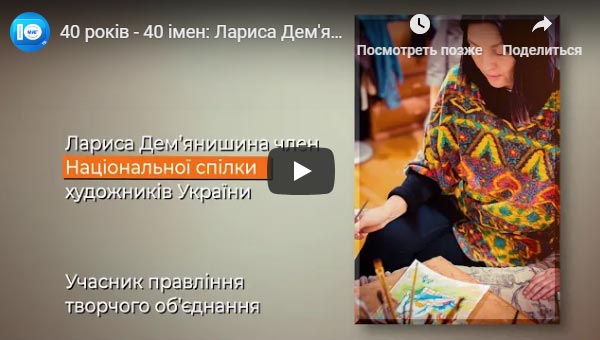 40 років - 40 імен: Лариса Дем'я...
Посмотреть позже
Поделиться
Лариса Дем'янишина член
Національної спілки
художників України
Учасник правління
творчого об'єднання